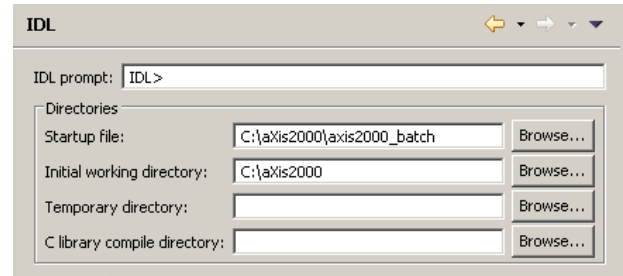 IDL
IDL prompt: IDL>
Directories
Startup file: C:\aXis2000\axis2000_batch Browse...
Initial working directory: C:\aXis2000 Browse...
Temporary directory: Browse...
C library compile directory: Browse...